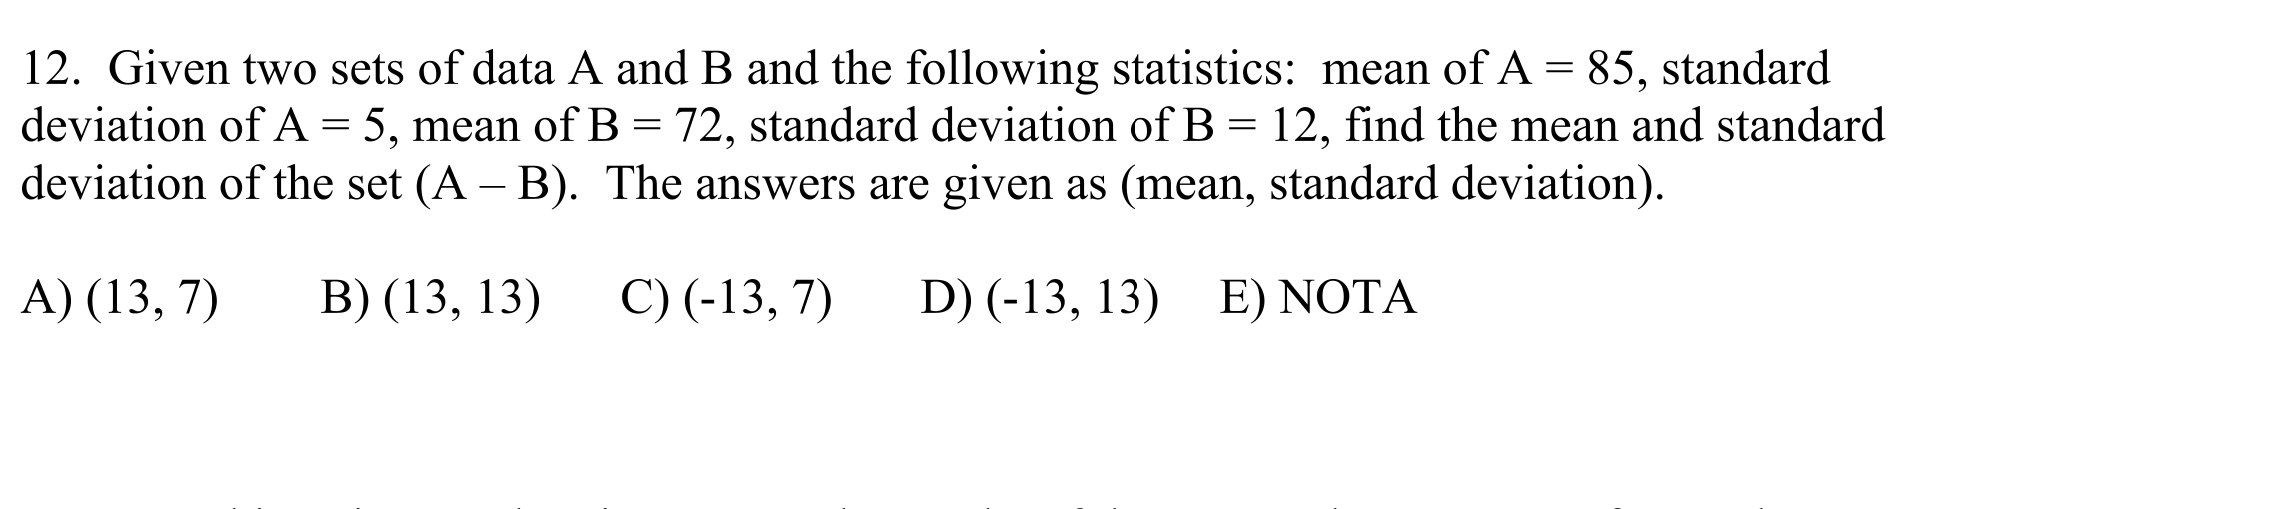 12.  Given two sets of data A and B and the following statistics:  mean of A = 85, standard
deviation of A = 5, mean of B = 72, standard deviation of B = 12, find the mean and standard
deviation of the set (A – B).  The answers are given as (mean, standard deviation).
A) (13, 7)  B) (13, 13)  C) (-13, 7)  D) (-13, 13)  E) NOTA